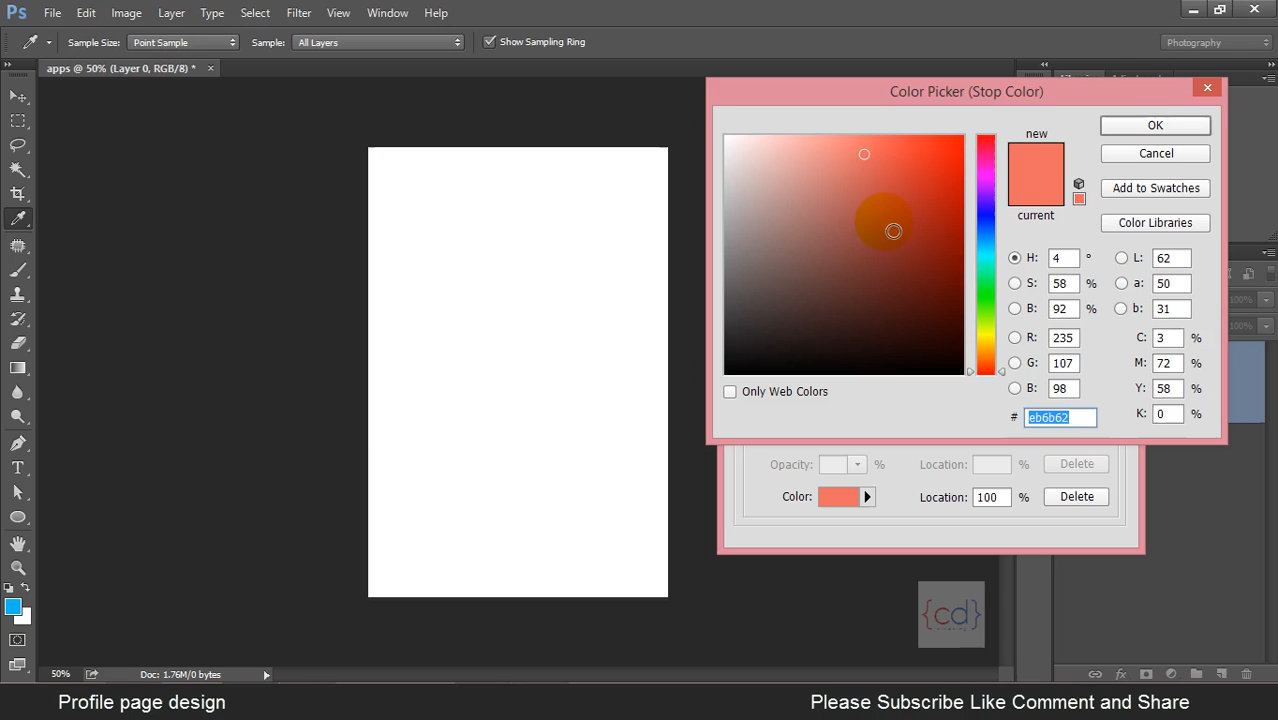 Ps File Edit Image Layer Type Select Filter View Window Help
Sample Size: Point Sample Sample: All Layers Show Sampling Ring Photography
apps @ 50% (Layer 0, RGB/8) * ×
Color Picker (Stop Color)
new
current
OK
Cancel
Add to Swatches
Color Libraries
H: 4 ° L: 62
S: 58 % a: 50
B: 92 % b: 31
R: 235 C: 3 %
G: 107 M: 72 %
B: 98 Y: 58 %
# eb6b62 K: 0 %
Only Web Colors
100%
100%
Opacity: % Location: % Delete
Color: Location: 100 % Delete
{cd}
50% Doc: 1.76M/0 bytes
Profile page design Please Subscribe Like Comment and Share